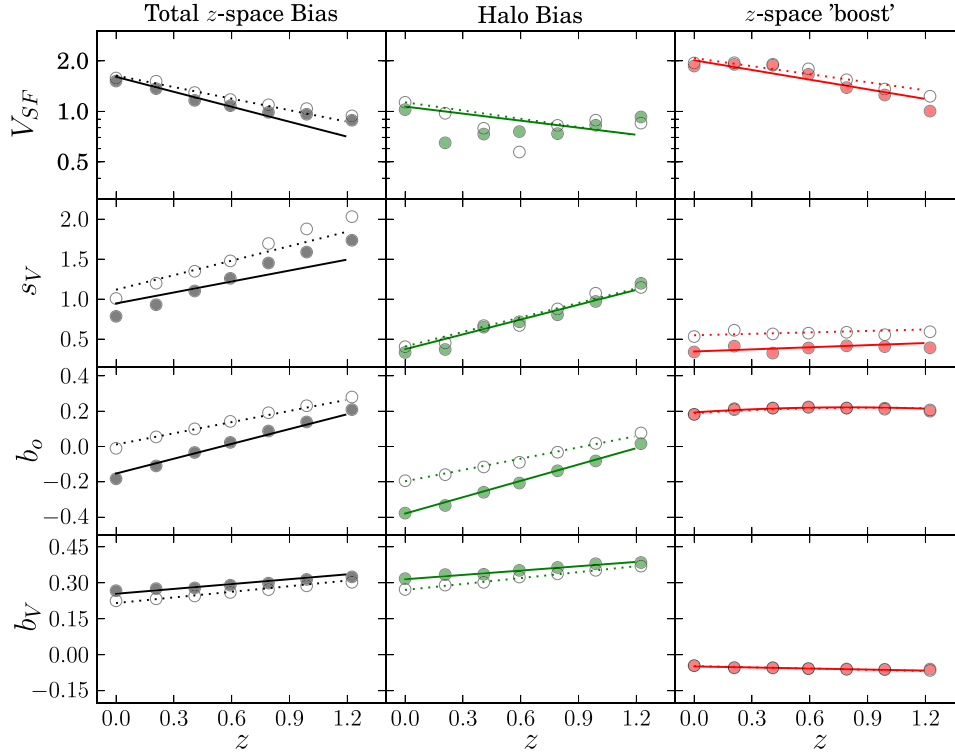 Total z-space Bias
Halo Bias
z-space 'boost'
V_SF
2.0
1.0
0.5
s_V
2.0
1.5
1.0
0.5
b_o
0.4
0.2
0.0
−0.2
−0.4
b_V
0.45
0.30
0.15
0.00
−0.15
0.0 0.3 0.6 0.9 1.2
0.0 0.3 0.6 0.9 1.2
0.0 0.3 0.6 0.9 1.2
z
z
z